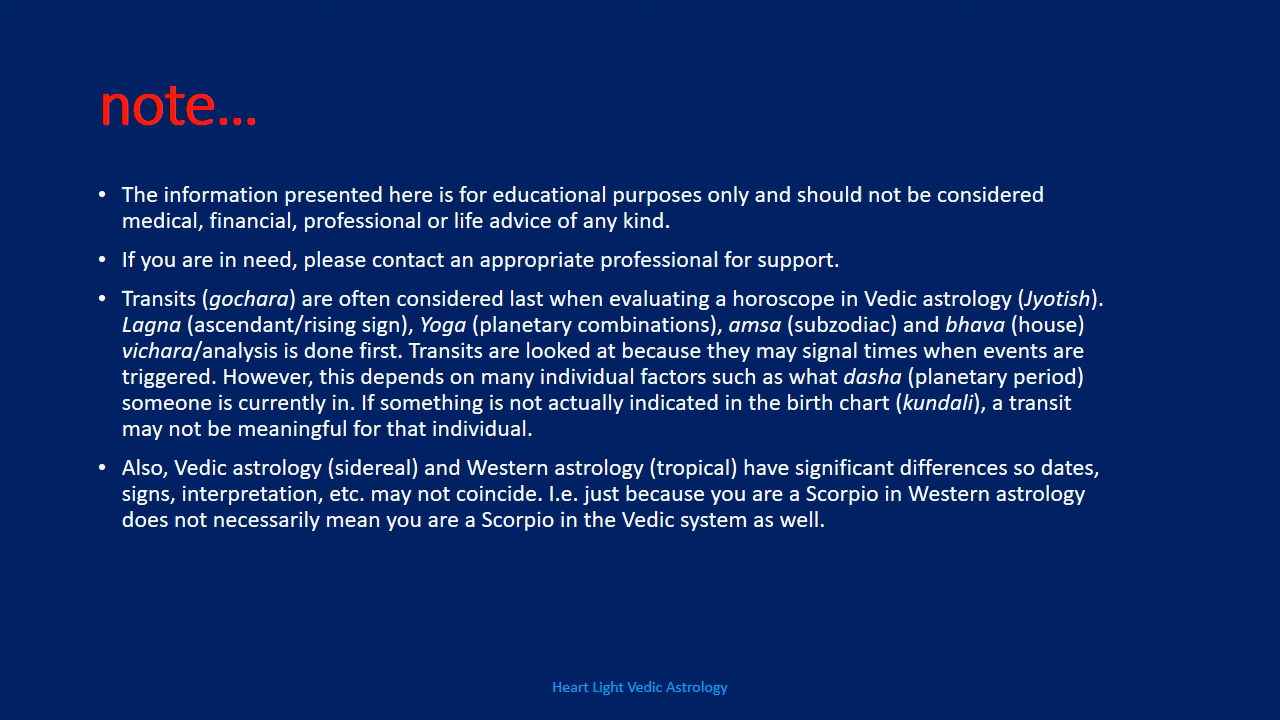 note...
• The information presented here is for educational purposes only and should not be considered
medical, financial, professional or life advice of any kind.
• If you are in need, please contact an appropriate professional for support.
• Transits (gochara) are often considered last when evaluating a horoscope in Vedic astrology (Jyotish).
Lagna (ascendant/rising sign), Yoga (planetary combinations), amsa (subzodiac) and bhava (house)
vichara/analysis is done first. Transits are looked at because they may signal times when events are
triggered. However, this depends on many individual factors such as what dasha (planetary period)
someone is currently in. If something is not actually indicated in the birth chart (kundali), a transit
may not be meaningful for that individual.
• Also, Vedic astrology (sidereal) and Western astrology (tropical) have significant differences so dates,
signs, interpretation, etc. may not coincide. I.e. just because you are a Scorpio in Western astrology
does not necessarily mean you are a Scorpio in the Vedic system as well.
Heart Light Vedic Astrology